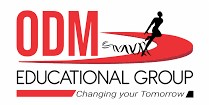 ODM
EDUCATIONAL GROUP
Changing your Tomorrow